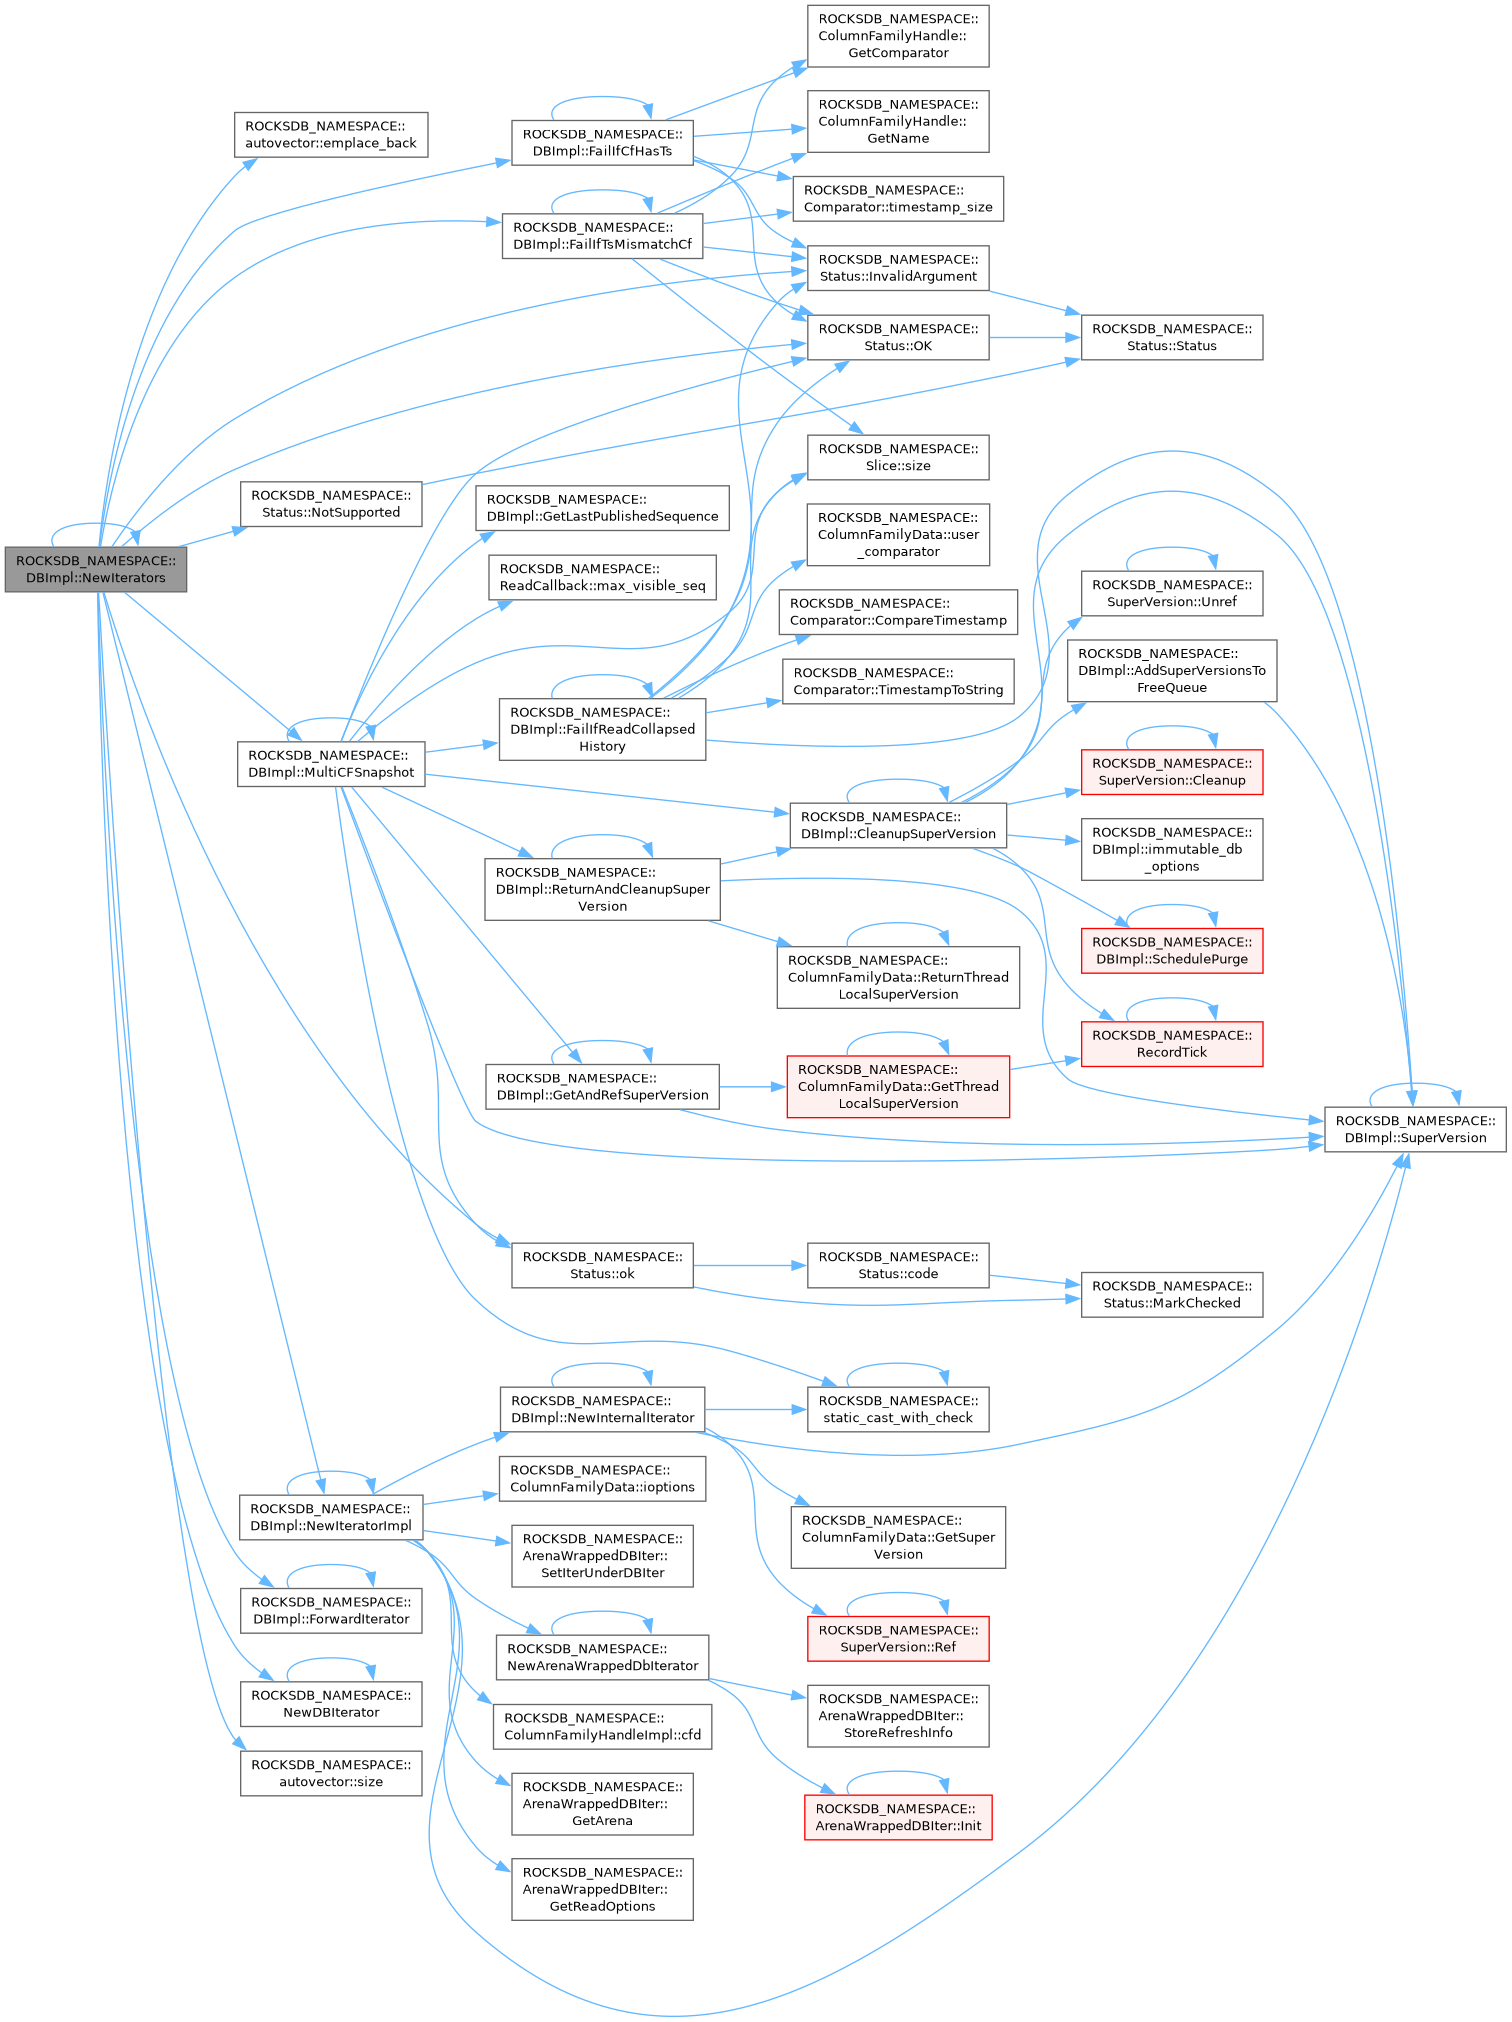 ROCKSDB_NAMESPACE::
DBImpl::NewIterators
ROCKSDB_NAMESPACE::
autovector::emplace_back
ROCKSDB_NAMESPACE::
Status::NotSupported
ROCKSDB_NAMESPACE::
DBImpl::MultiCFSnapshot
ROCKSDB_NAMESPACE::
DBImpl::NewIteratorImpl
ROCKSDB_NAMESPACE::
DBImpl::ForwardIterator
ROCKSDB_NAMESPACE::
NewDBIterator
ROCKSDB_NAMESPACE::
autovector::size
ROCKSDB_NAMESPACE::
DBImpl::FailIfCfHasTs
ROCKSDB_NAMESPACE::
DBImpl::FailIfTsMismatchCf
ROCKSDB_NAMESPACE::
DBImpl::GetLastPublishedSequence
ROCKSDB_NAMESPACE::
ReadCallback::max_visible_seq
ROCKSDB_NAMESPACE::
DBImpl::FailIfReadCollapsed
History
ROCKSDB_NAMESPACE::
DBImpl::ReturnAndCleanupSuper
Version
ROCKSDB_NAMESPACE::
DBImpl::GetAndRefSuperVersion
ROCKSDB_NAMESPACE::
Status::ok
ROCKSDB_NAMESPACE::
DBImpl::NewInternalIterator
ROCKSDB_NAMESPACE::
ColumnFamilyData::ioptions
ROCKSDB_NAMESPACE::
ArenaWrappedDBIter::
SetIterUnderDBIter
ROCKSDB_NAMESPACE::
NewArenaWrappedDbIterator
ROCKSDB_NAMESPACE::
ColumnFamilyHandleImpl::cfd
ROCKSDB_NAMESPACE::
ArenaWrappedDBIter::
GetArena
ROCKSDB_NAMESPACE::
ArenaWrappedDBIter::
GetReadOptions
ROCKSDB_NAMESPACE::
ColumnFamilyHandle::
GetComparator
ROCKSDB_NAMESPACE::
ColumnFamilyHandle::
GetName
ROCKSDB_NAMESPACE::
Comparator::timestamp_size
ROCKSDB_NAMESPACE::
Status::InvalidArgument
ROCKSDB_NAMESPACE::
Status::OK
ROCKSDB_NAMESPACE::
Slice::size
ROCKSDB_NAMESPACE::
ColumnFamilyData::user
_comparator
ROCKSDB_NAMESPACE::
Comparator::CompareTimestamp
ROCKSDB_NAMESPACE::
Comparator::TimestampToString
ROCKSDB_NAMESPACE::
DBImpl::CleanupSuperVersion
ROCKSDB_NAMESPACE::
ColumnFamilyData::ReturnThread
LocalSuperVersion
ROCKSDB_NAMESPACE::
ColumnFamilyData::GetThread
LocalSuperVersion
ROCKSDB_NAMESPACE::
Status::code
ROCKSDB_NAMESPACE::
static_cast_with_check
ROCKSDB_NAMESPACE::
ColumnFamilyData::GetSuper
Version
ROCKSDB_NAMESPACE::
SuperVersion::Ref
ROCKSDB_NAMESPACE::
ArenaWrappedDBIter::
StoreRefreshInfo
ROCKSDB_NAMESPACE::
ArenaWrappedDBIter::Init
ROCKSDB_NAMESPACE::
Status::Status
ROCKSDB_NAMESPACE::
SuperVersion::Unref
ROCKSDB_NAMESPACE::
DBImpl::AddSuperVersionsTo
FreeQueue
ROCKSDB_NAMESPACE::
SuperVersion::Cleanup
ROCKSDB_NAMESPACE::
DBImpl::immutable_db
_options
ROCKSDB_NAMESPACE::
DBImpl::SchedulePurge
ROCKSDB_NAMESPACE::
RecordTick
ROCKSDB_NAMESPACE::
Status::MarkChecked
ROCKSDB_NAMESPACE::
DBImpl::SuperVersion